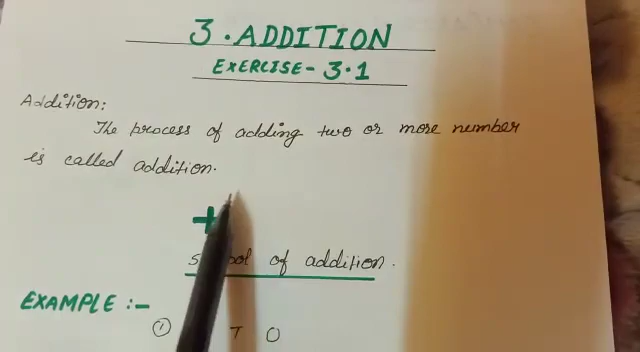 3. ADDITION
EXERCISE - 3.1
Addition:
The process of adding two or more number
is called addition.
+
of addition.
EXAMPLE :-
① T O